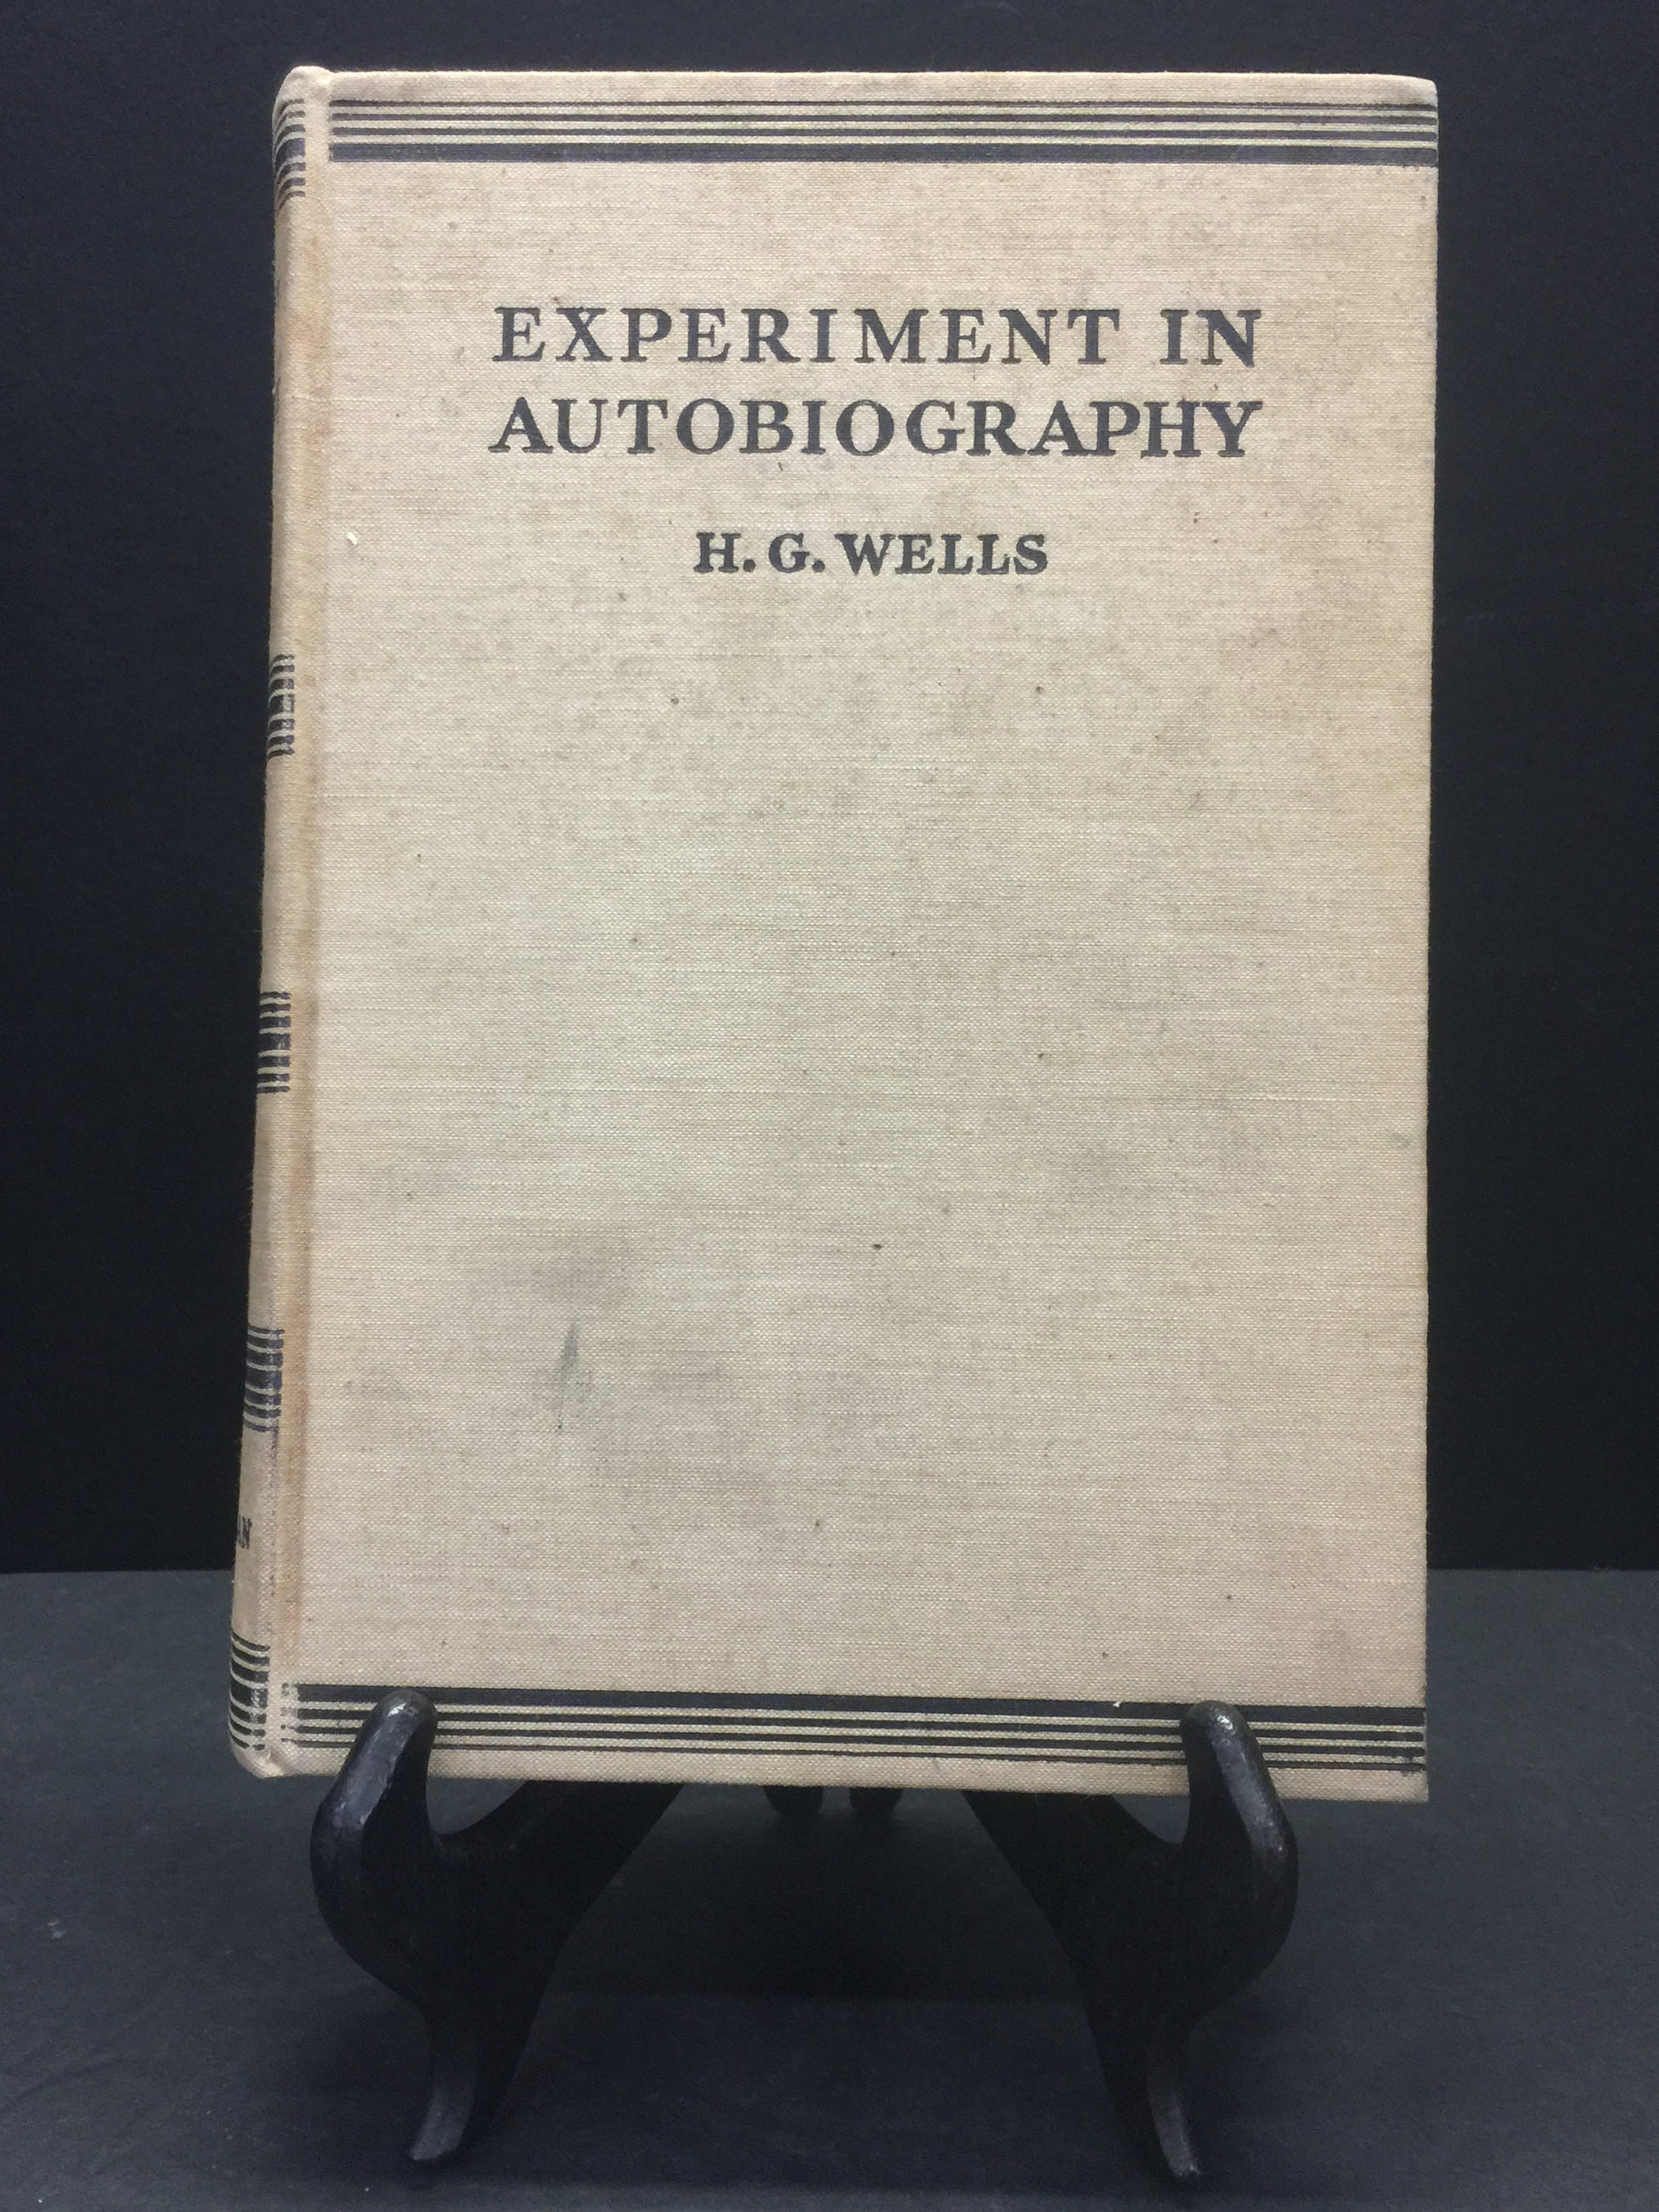 EXPERIMENT IN
AUTOBIOGRAPHY
H. G. WELLS